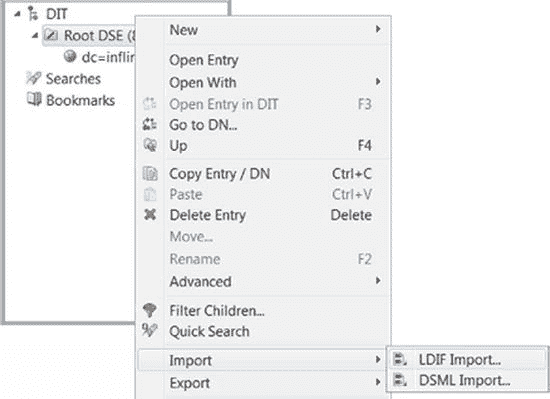 DIT
Root DSE (8
dc=inflin
Searches
Bookmarks
New
Open Entry
Open With
Open Entry in DIT F3
Go to DN...
Up F4
Copy Entry / DN Ctrl+C
Paste Ctrl+V
Delete Entry Delete
Move...
Rename F2
Advanced
Filter Children...
Quick Search
Import
Export
LDIF Import...
DSML Import...